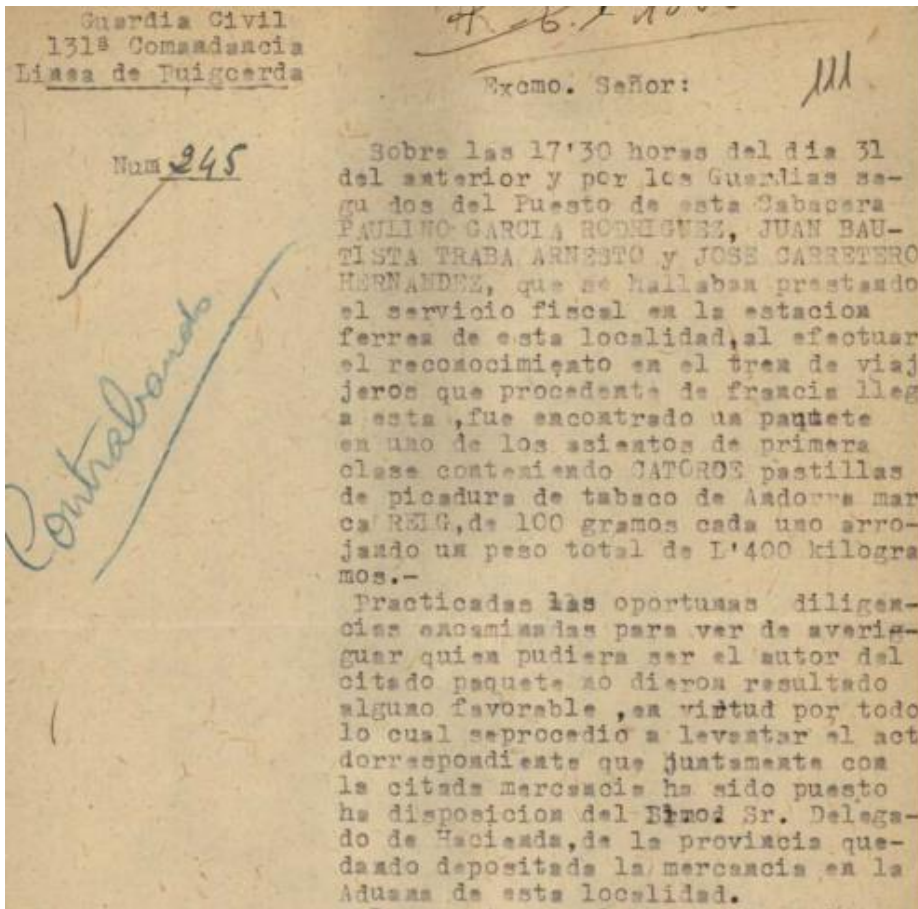 Guardia Civil
131ª Comandancia
Linea de Puigcerda
Excmo. Señor:
111
Num 245
Contrabando
Sobre las 17'30 horas del dia 31
del anterior y por los Guardias se-
gu dos del Puesto de esta Cabacera
PAULINO GARCIA RODRIGUEZ, JUAN BAU-
TISTA TRABA ARNESTO y JOSE CARRETERO
HERNANDEZ, que se hallaban prestando
el servicio fiscal en la estacion
ferrea de esta localidad,al efectuar
el reconocimiento en el tren de viaj
jeros que procedente de francia lleg
a esta ,fue encontrado un paquete
en uno de los asientos de primera
clase conteniendo CATORCE pastillas
de picadura de tabaco de Andorra mar
ca REIG,de 100 gramos cada uno arro-
jando un peso total de L'400 kilogra
mos.-
Practicadas las oportunas diligen-
cias encaminadas para ver de averig-
guar quien pudiera ser el autor del
citado paquete no dieron resultado
alguno favorable ,en virtud por todo
lo cual seprocedio a levantar el act
dorrespondiente que juntamente con
la citada mercancia ha sido puesto
ha disposicion del Sr. Delega-
do de Hacienda,de la provincia que-
dando depositada la mercancia en la
Aduana de esta localidad.